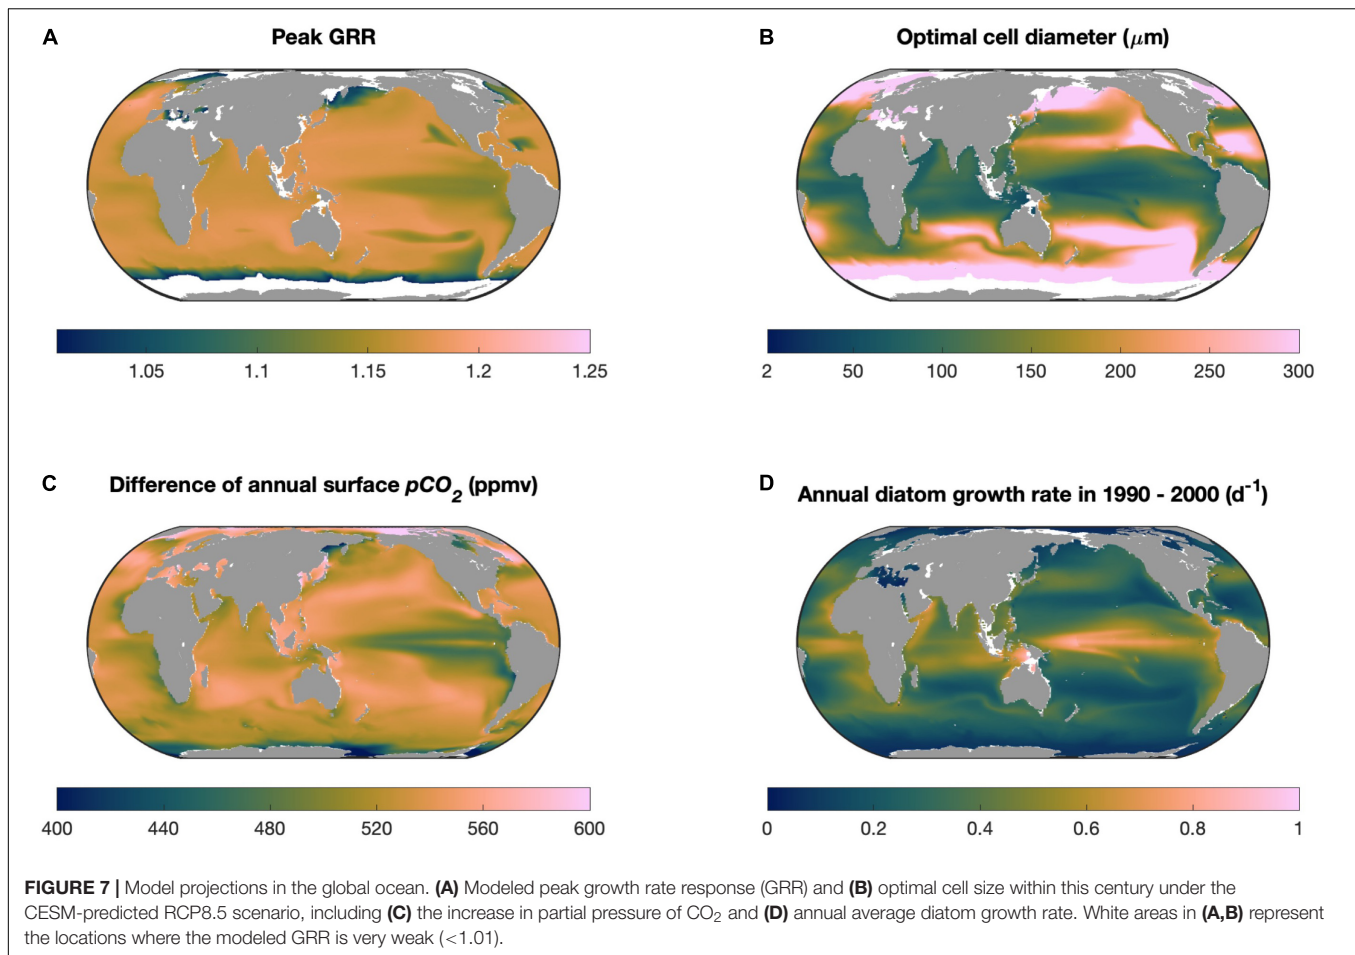 A
Peak GRR
1.05 1.1 1.15 1.2 1.25
B
Optimal cell diameter (μm)
2 50 100 150 200 250 300
C
Difference of annual surface pCO₂ (ppmv)
400 440 480 520 560 600
D
Annual diatom growth rate in 1990 - 2000 (d⁻¹)
0 0.2 0.4 0.6 0.8 1
FIGURE 7 | Model projections in the global ocean. (A) Modeled peak growth rate response (GRR) and (B) optimal cell size within this century under the
CESM-predicted RCP8.5 scenario, including (C) the increase in partial pressure of CO₂ and (D) annual average diatom growth rate. White areas in (A,B) represent
the locations where the modeled GRR is very weak (<1.01).